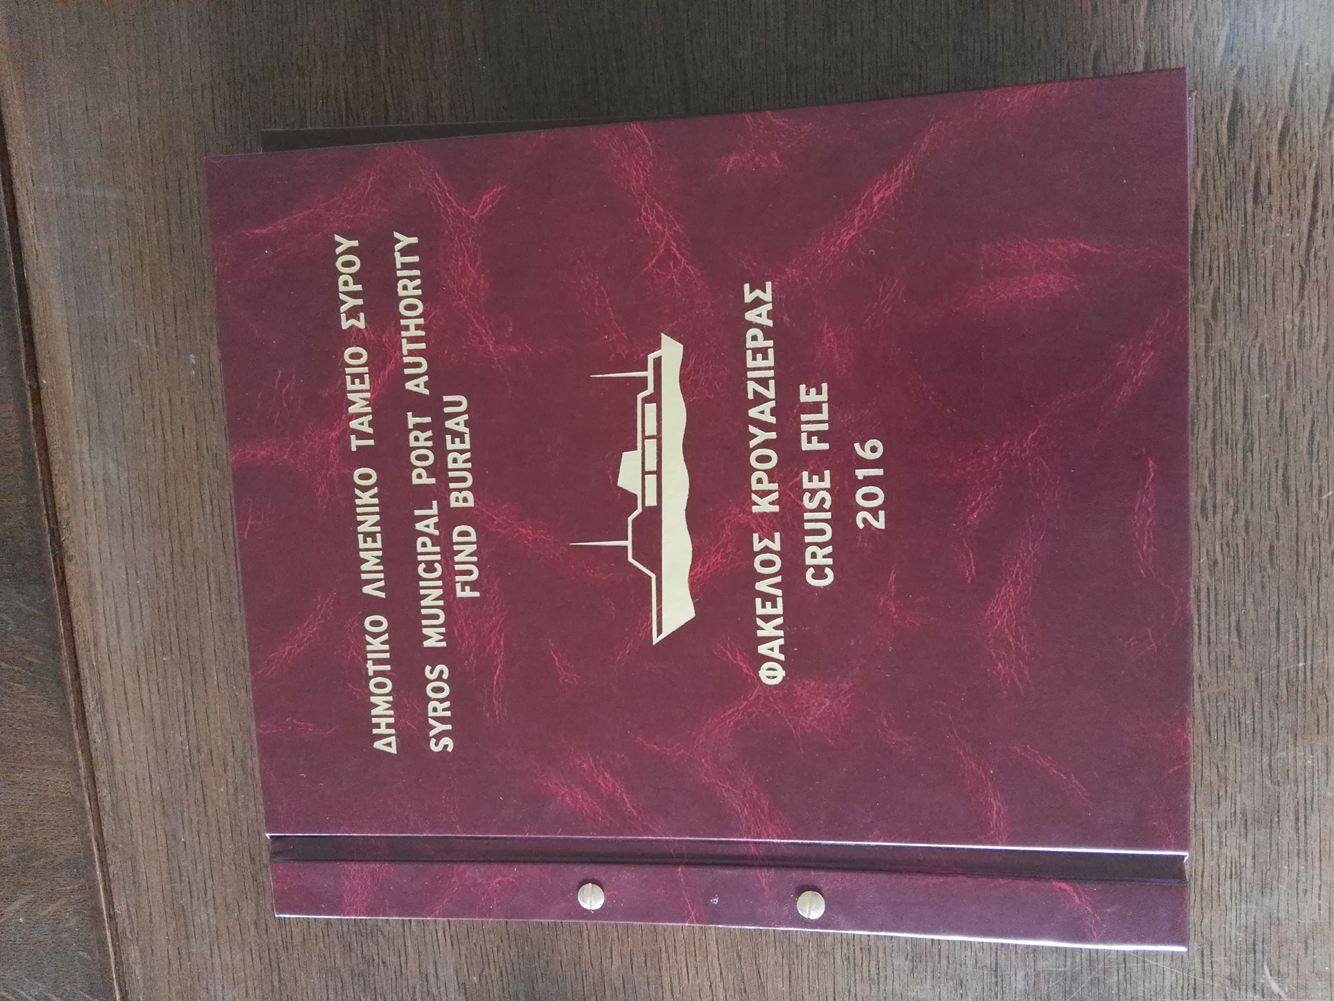 ΔΗΜΟΤΙΚΟ ΛΙΜΕΝΙΚΟ ΤΑΜΕΙΟ ΣΥΡΟΥ
SYROS MUNICIPAL PORT AUTHORITY
FUND BUREAU
ΦΑΚΕΛΟΣ ΚΡΟΥΑΖΙΕΡΑΣ
CRUISE FILE
2016